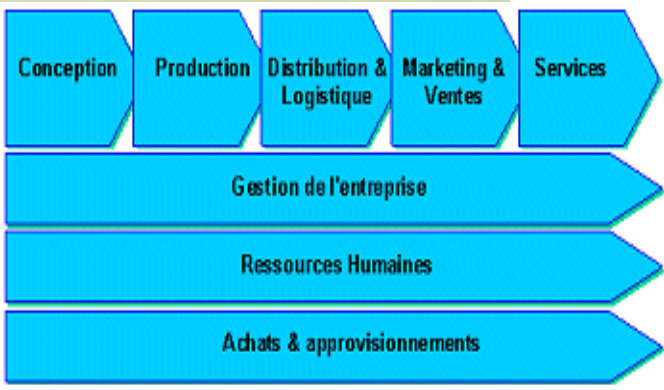 Conception
Production
Distribution &
Logistique
Marketing &
Ventes
Services
Gestion de l'entreprise
Ressources Humaines
Achats & approvisionnements